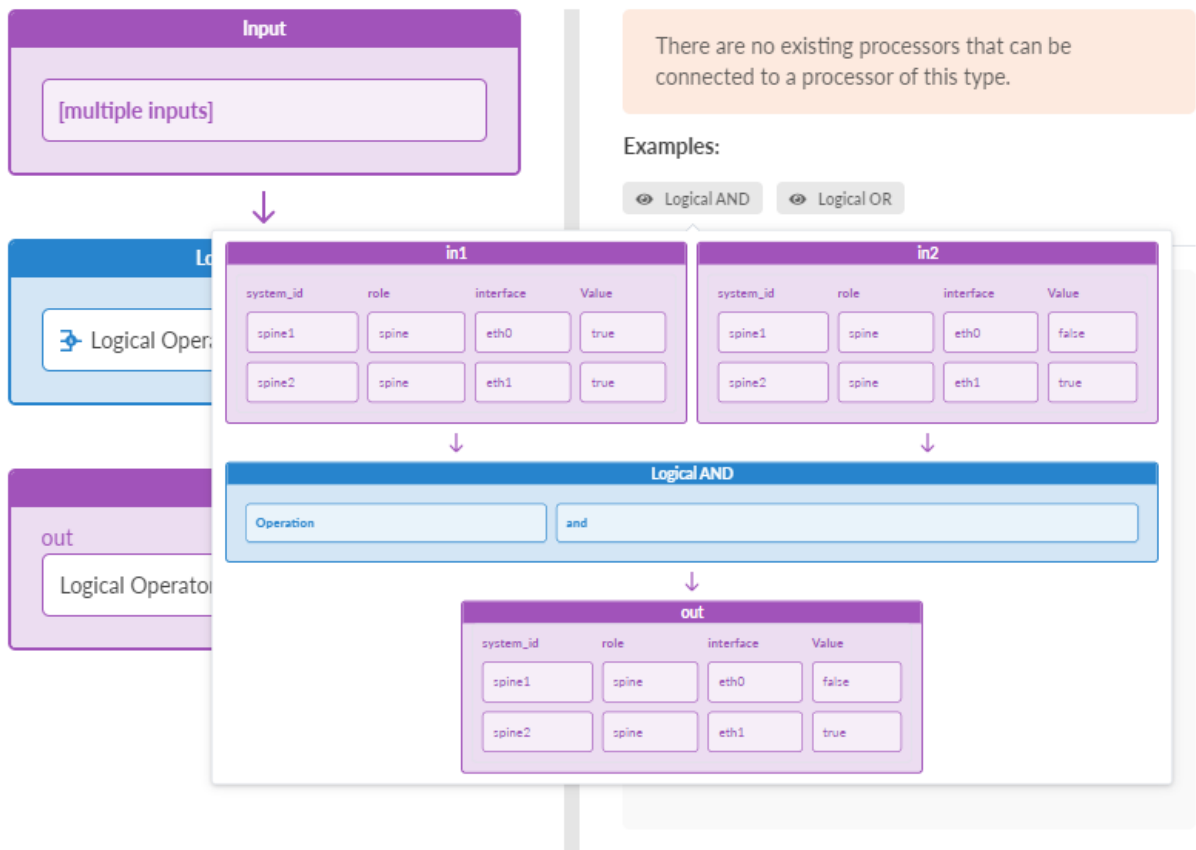 Input
[multiple inputs]
There are no existing processors that can be
connected to a processor of this type.
Examples:
Logical AND
Logical OR
Logical
out
Logical Operator
in1
system_id role interface Value
spine1 spine eth0 true
spine2 spine eth1 true
in2
system_id role interface Value
spine1 spine eth0 false
spine2 spine eth1 true
Logical AND
Operation and
out
system_id role interface Value
spine1 spine eth0 false
spine2 spine eth1 true